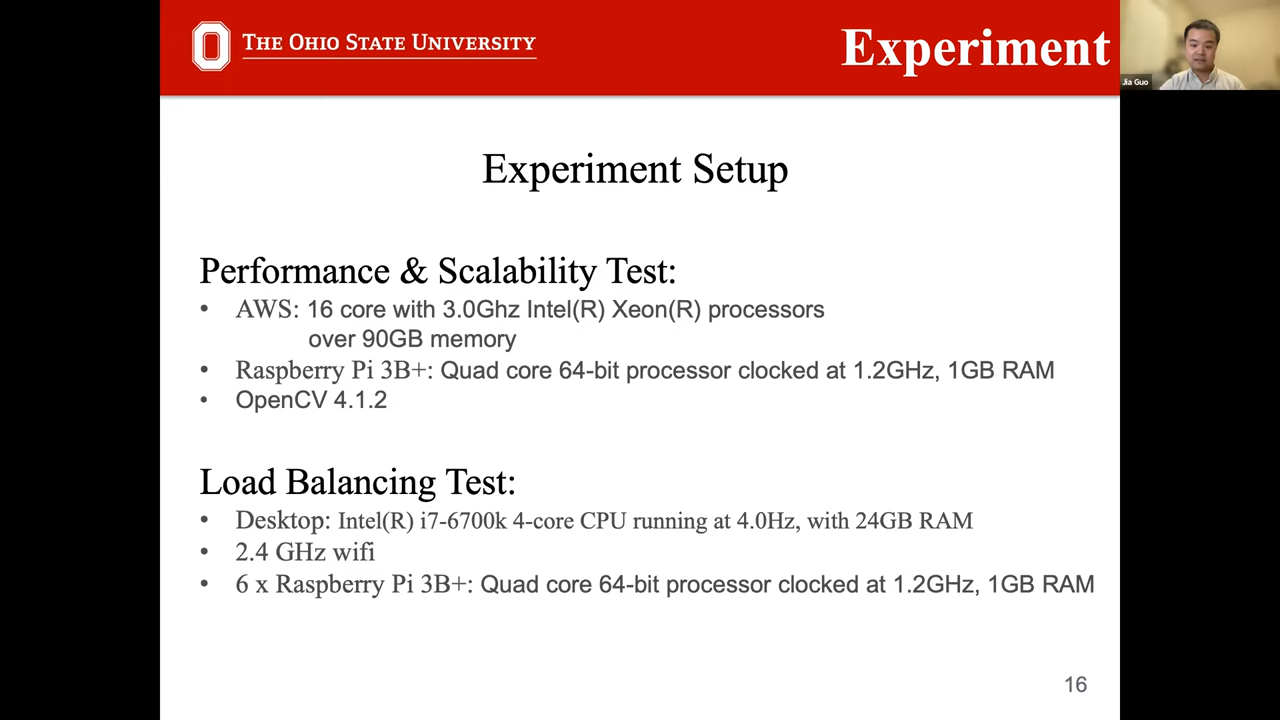 THE OHIO STATE UNIVERSITY
Experiment
Jia Guo
Experiment Setup
Performance & Scalability Test:
• AWS: 16 core with 3.0Ghz Intel(R) Xeon(R) processors
over 90GB memory
• Raspberry Pi 3B+: Quad core 64-bit processor clocked at 1.2GHz, 1GB RAM
• OpenCV 4.1.2
Load Balancing Test:
• Desktop: Intel(R) i7-6700k 4-core CPU running at 4.0Hz, with 24GB RAM
• 2.4 GHz wifi
• 6 x Raspberry Pi 3B+: Quad core 64-bit processor clocked at 1.2GHz, 1GB RAM
16